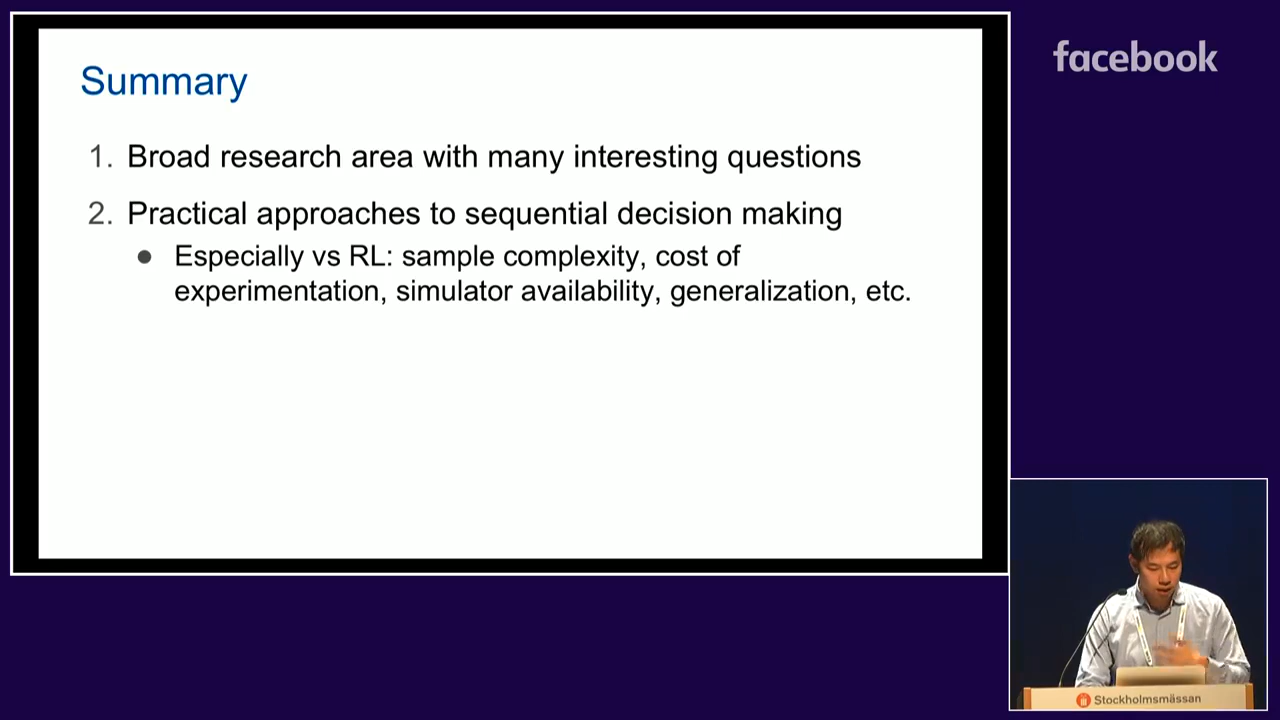 facebook
Summary
1. Broad research area with many interesting questions
2. Practical approaches to sequential decision making
● Especially vs RL: sample complexity, cost of
experimentation, simulator availability, generalization, etc.
Stockholmsmässan